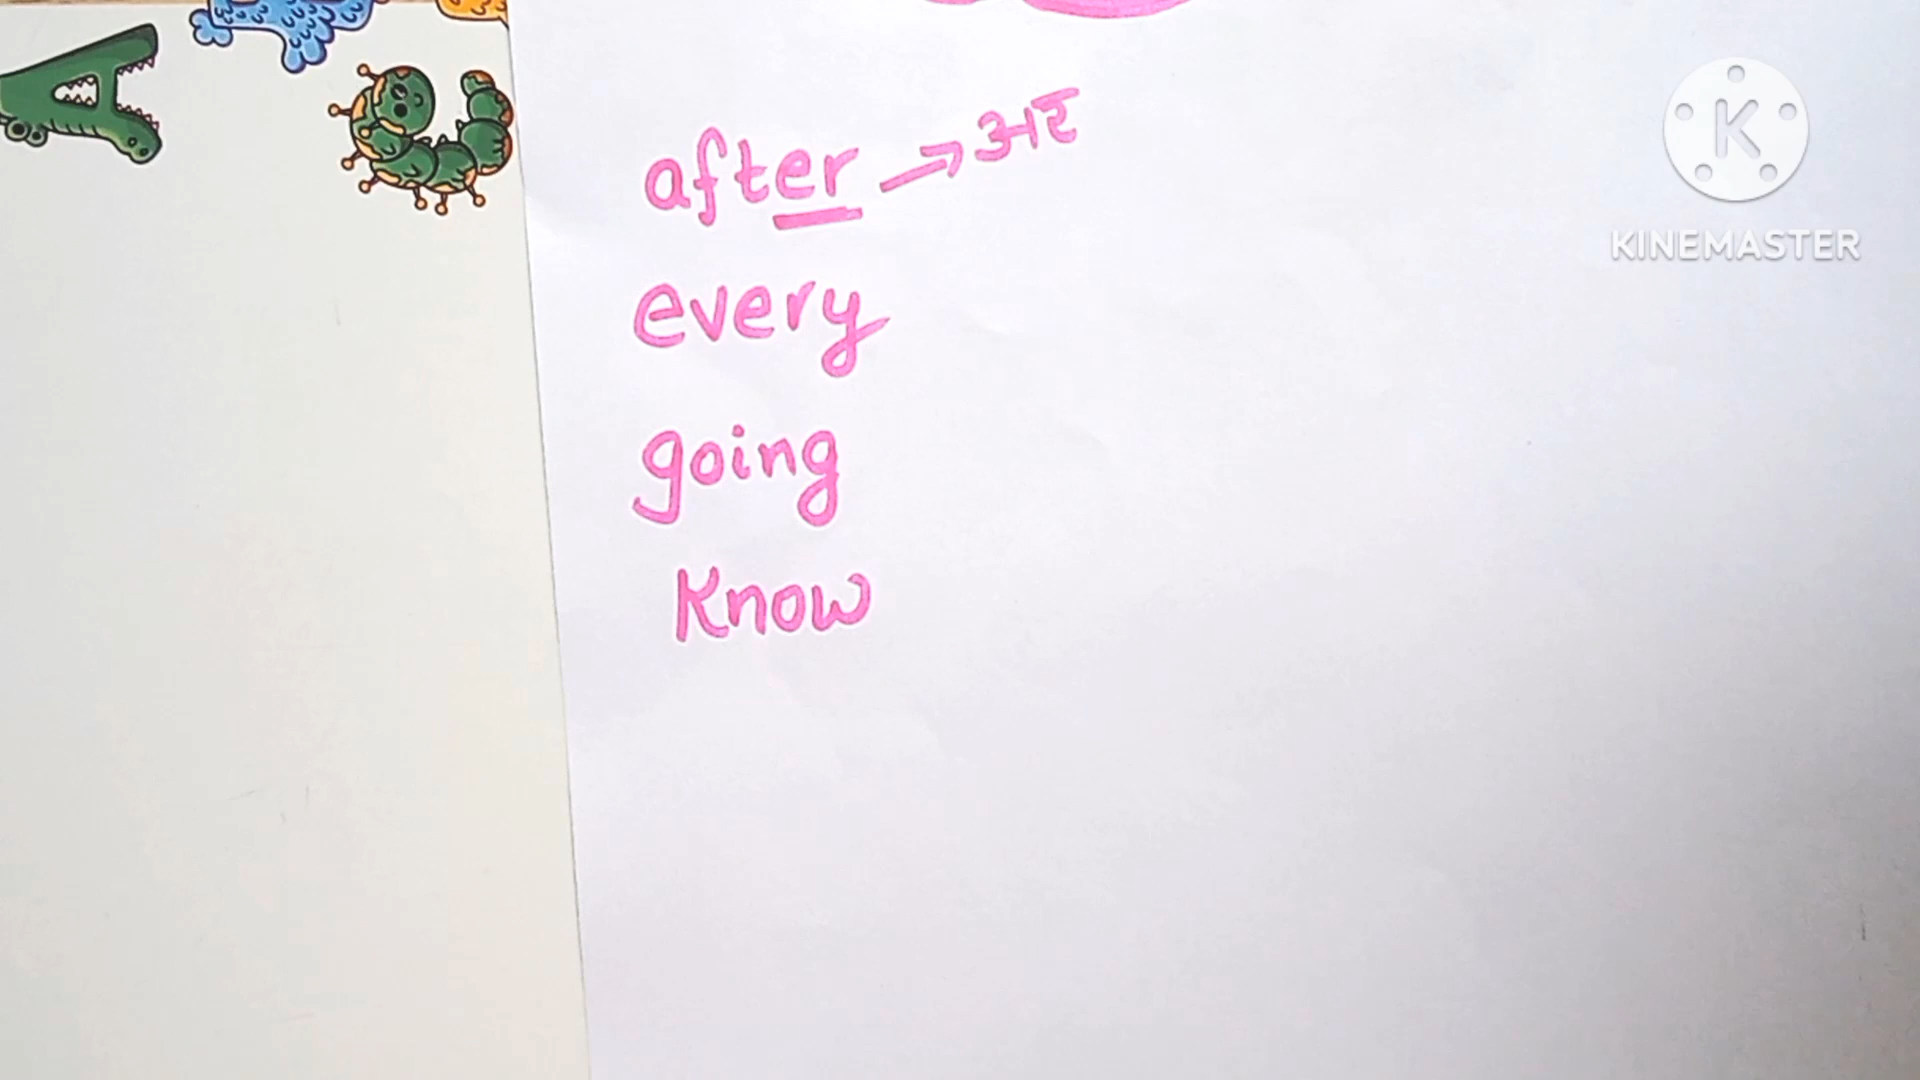 after → अर
every
going
Know
K
KINEMASTER